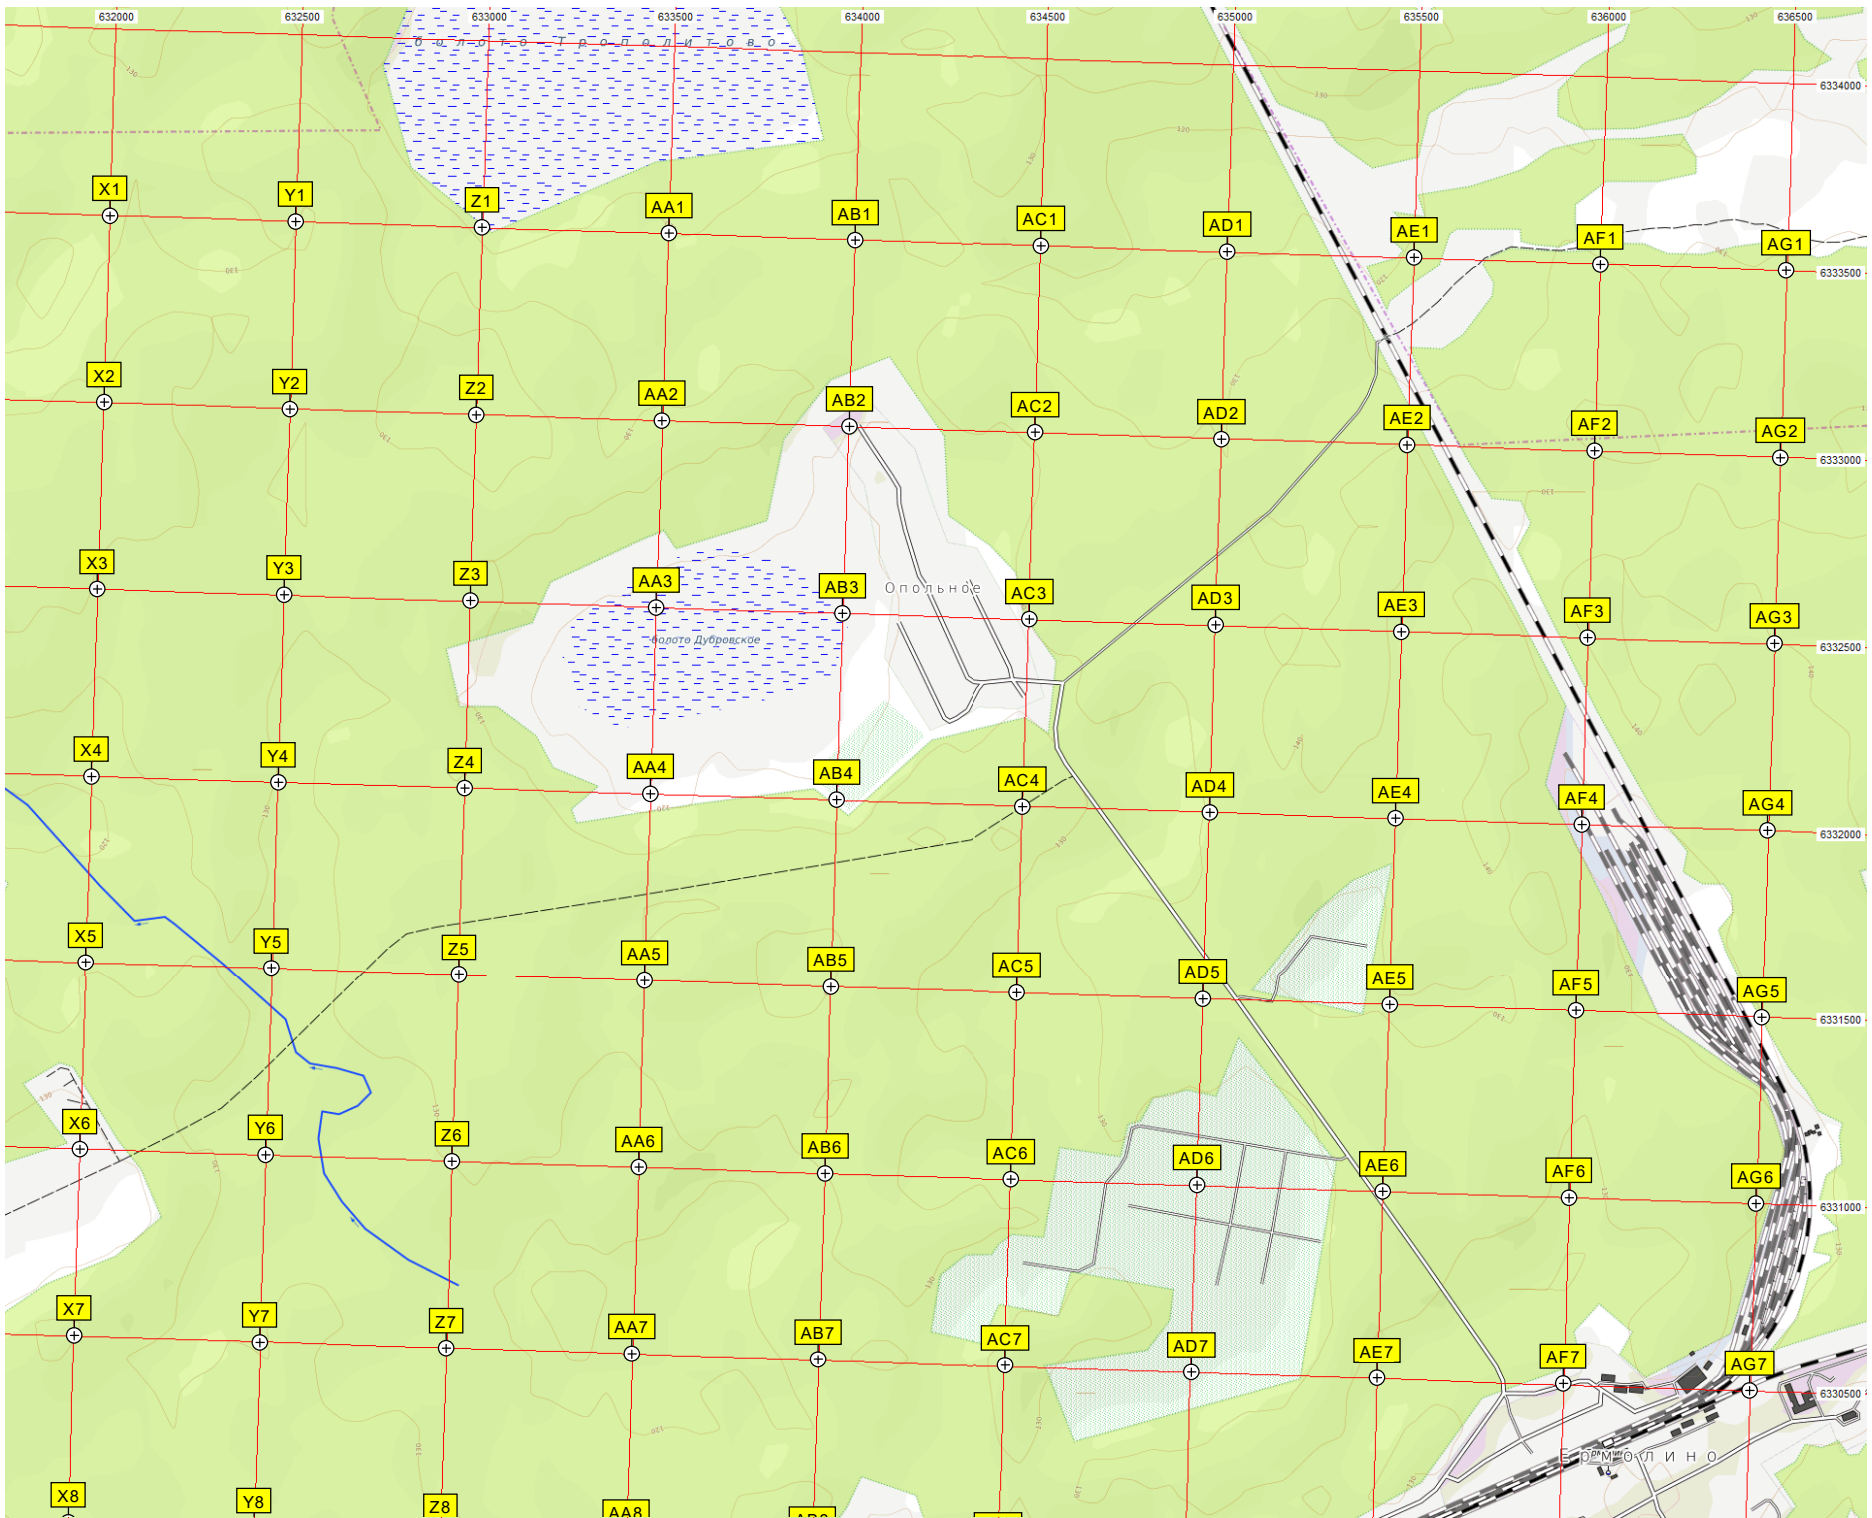 632000 632500 633000 633500 634000 634500 635000 635500 636000 636500
болото Трополитово
6334000
X1 Y1 Z1 AA1 AB1 AC1 AD1 AE1 AF1 AG1
6333500
X2 Y2 Z2 AA2 AB2 AC2 AD2 AE2 AF2 AG2
6333000
X3 Y3 Z3 AA3 AB3 AC3 AD3 AE3 AF3 AG3
Опольное
болото Дубровское
6332500
X4 Y4 Z4 AA4 AB4 AC4 AD4 AE4 AF4 AG4
6332000
X5 Y5 Z5 AA5 AB5 AC5 AD5 AE5 AF5 AG5
6331500
X6 Y6 Z6 AA6 AB6 AC6 AD6 AE6 AF6 AG6
6331000
X7 Y7 Z7 AA7 AB7 AC7 AD7 AE7 AF7 AG7
6330500
Ермолино
X8 Y8 Z8 AA8